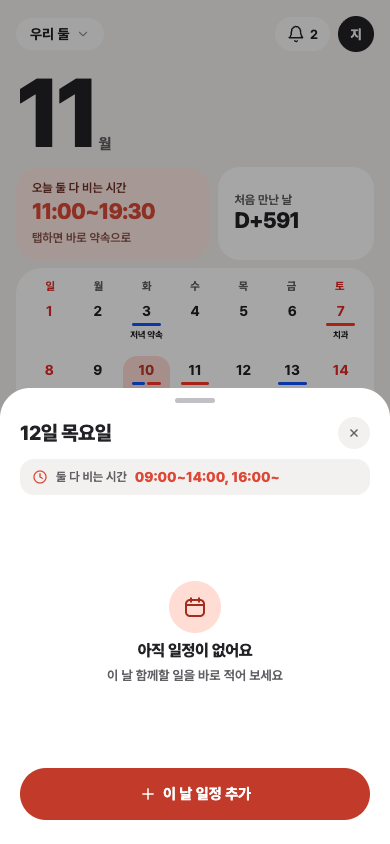 우리 둘
2
지
11월
오늘 둘 다 비는 시간
11:00~19:30
탭하면 바로 약속으로
처음 만난 날
D+591
일 월 화 수 목 금 토
1 2 3 4 5 6 7
저녁 약속 치과
8 9 10 11 12 13 14
12일 목요일
둘 다 비는 시간 09:00~14:00, 16:00~
아직 일정이 없어요
이 날 함께할 일을 바로 적어 보세요
이 날 일정 추가